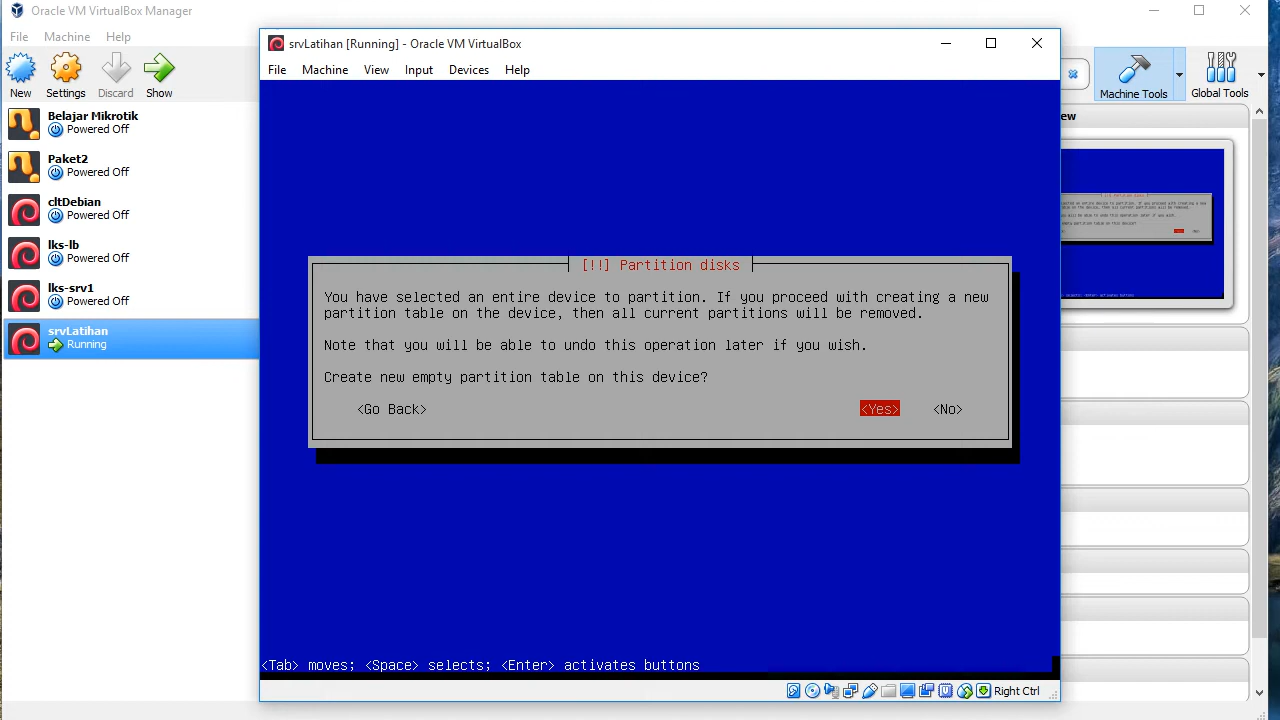 Oracle VM VirtualBox Manager
File Machine Help
New Settings Discard Show
Machine Tools Global Tools
Belajar Mikrotik
Powered Off
Paket2
Powered Off
cltDebian
Powered Off
lks-lb
Powered Off
lks-srv1
Powered Off
srvLatihan
Running
ew
srvLatihan [Running] - Oracle VM VirtualBox
File Machine View Input Devices Help
[!!] Partition disks
You have selected an entire device to partition. If you proceed with creating a new
partition table on the device, then all current partitions will be removed.
Note that you will be able to undo this operation later if you wish.
Create new empty partition table on this device?
<Go Back> <Yes> <No>
<Tab> moves; <Space> selects; <Enter> activates buttons
Right Ctrl